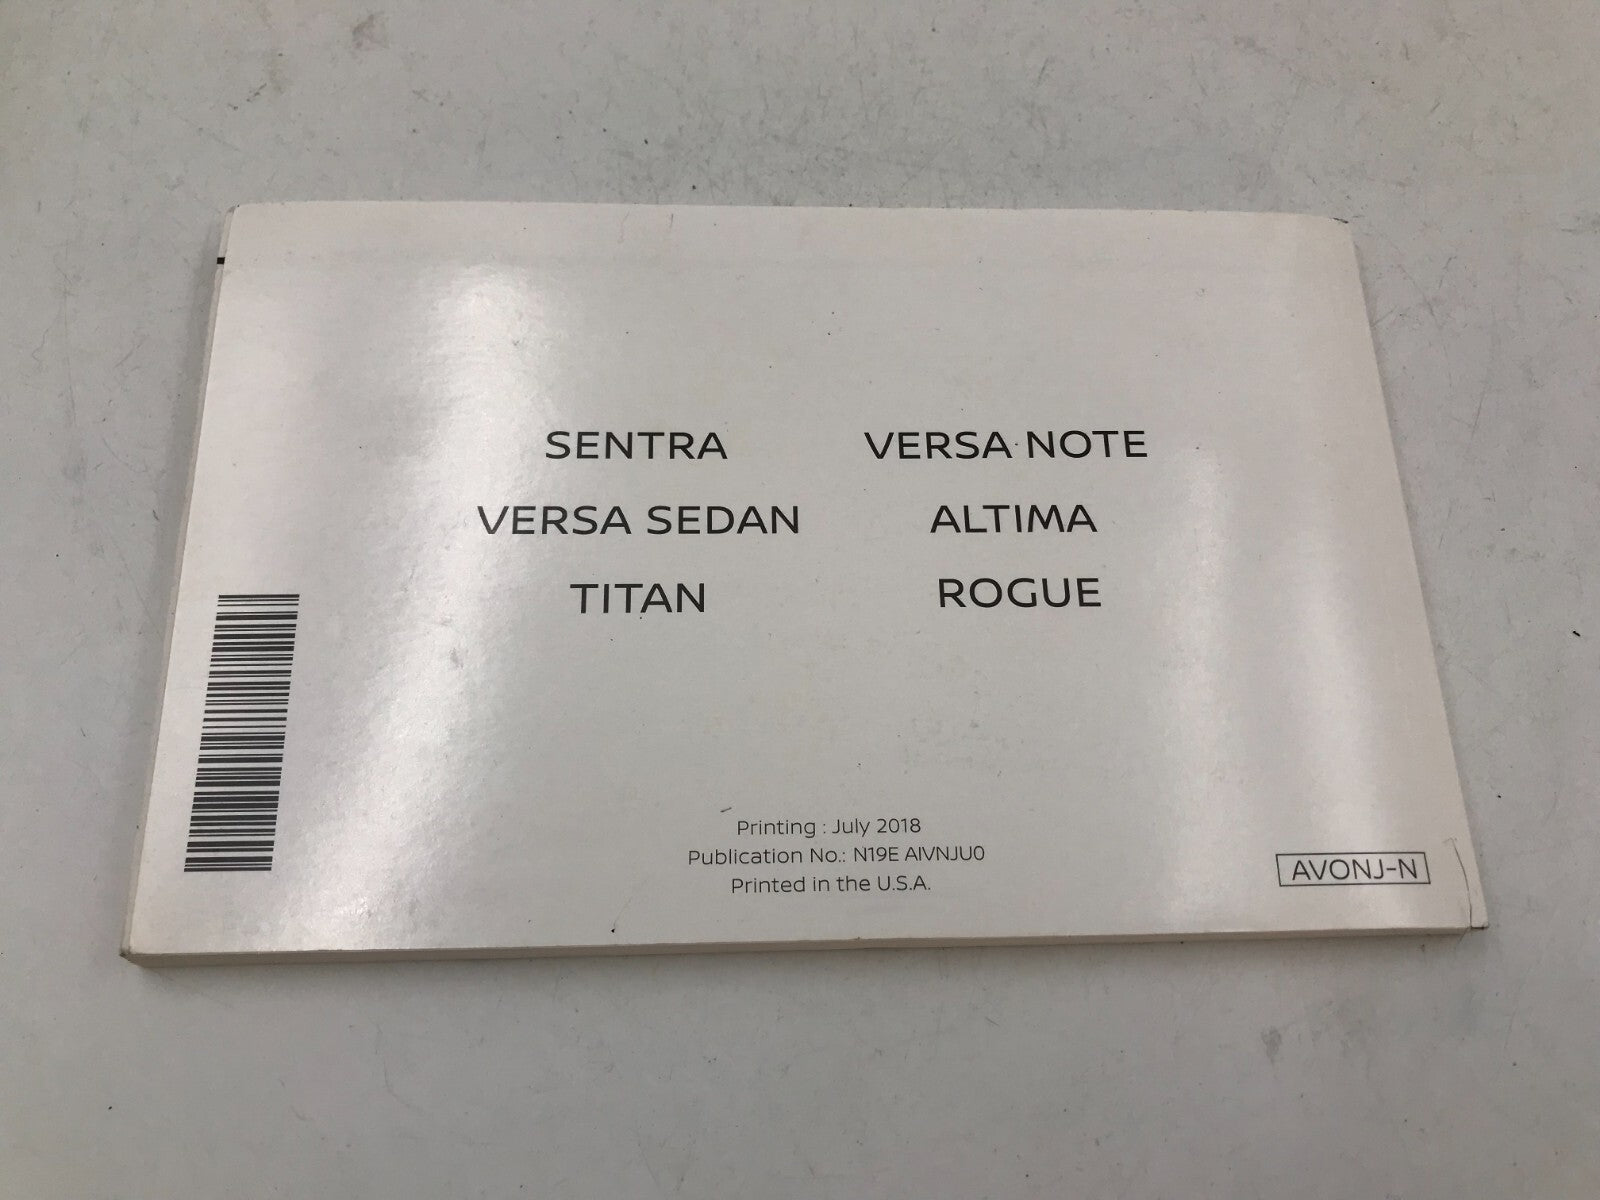 SENTRA VERSA NOTE
VERSA SEDAN ALTIMA
TITAN ROGUE
Printing : July 2018
Publication No.: N19E AIVNJU0
Printed in the U.S.A.
AVONJ-N